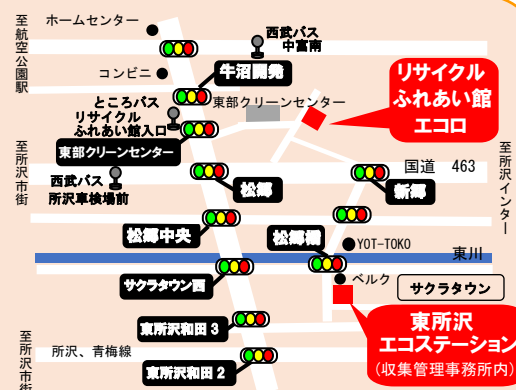 至航空公園駅
ホームセンター
西武バス
中富南
コンビニ
牛沼開発
リサイクル
ふれあい館
エコロ
ところバス
リサイクル
ふれあい館入口
東部クリーンセンター
東部クリーンセンター
至所沢市街
国道 463
至所沢インター
西武バス
所沢車検場前
松郷
新郷
松郷中央
松郷橋
YOT-TOKO
東川
サクラタウン西
ベルク
サクラタウン
東所沢和田 3
東所沢
エコステーション
(収集管理事務所内)
至所沢市街
所沢、青梅線
東所沢和田 2